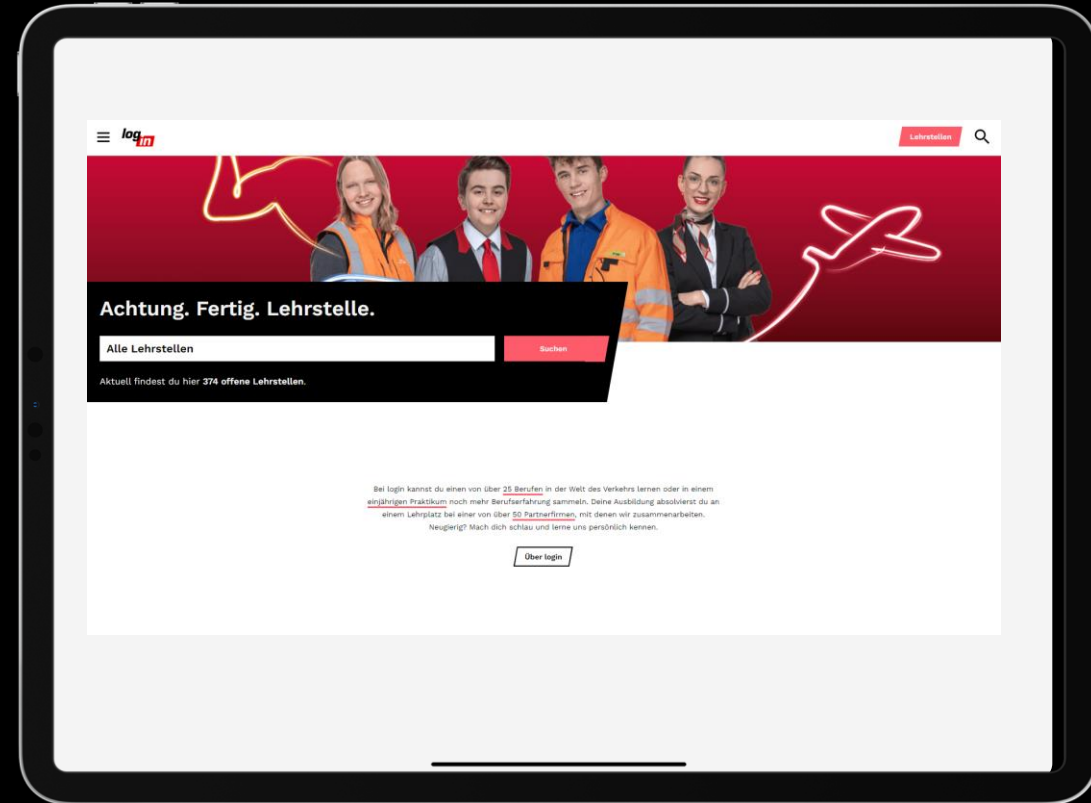 login
Lehrstellen
Achtung. Fertig. Lehrstelle.
Alle Lehrstellen
Suchen
Aktuell findest du hier 374 offene Lehrstellen.
Bei login kannst du einen von über 25 Berufen in der Welt des Verkehrs lernen oder in einem
einjährigen Praktikum noch mehr Berufserfahrung sammeln. Deine Ausbildung absolvierst du an
einem Lehrplatz bei einer von über 50 Partnerfirmen, mit denen wir zusammenarbeiten.
Neugierig? Mach dich schlau und lerne uns persönlich kennen.
Über login